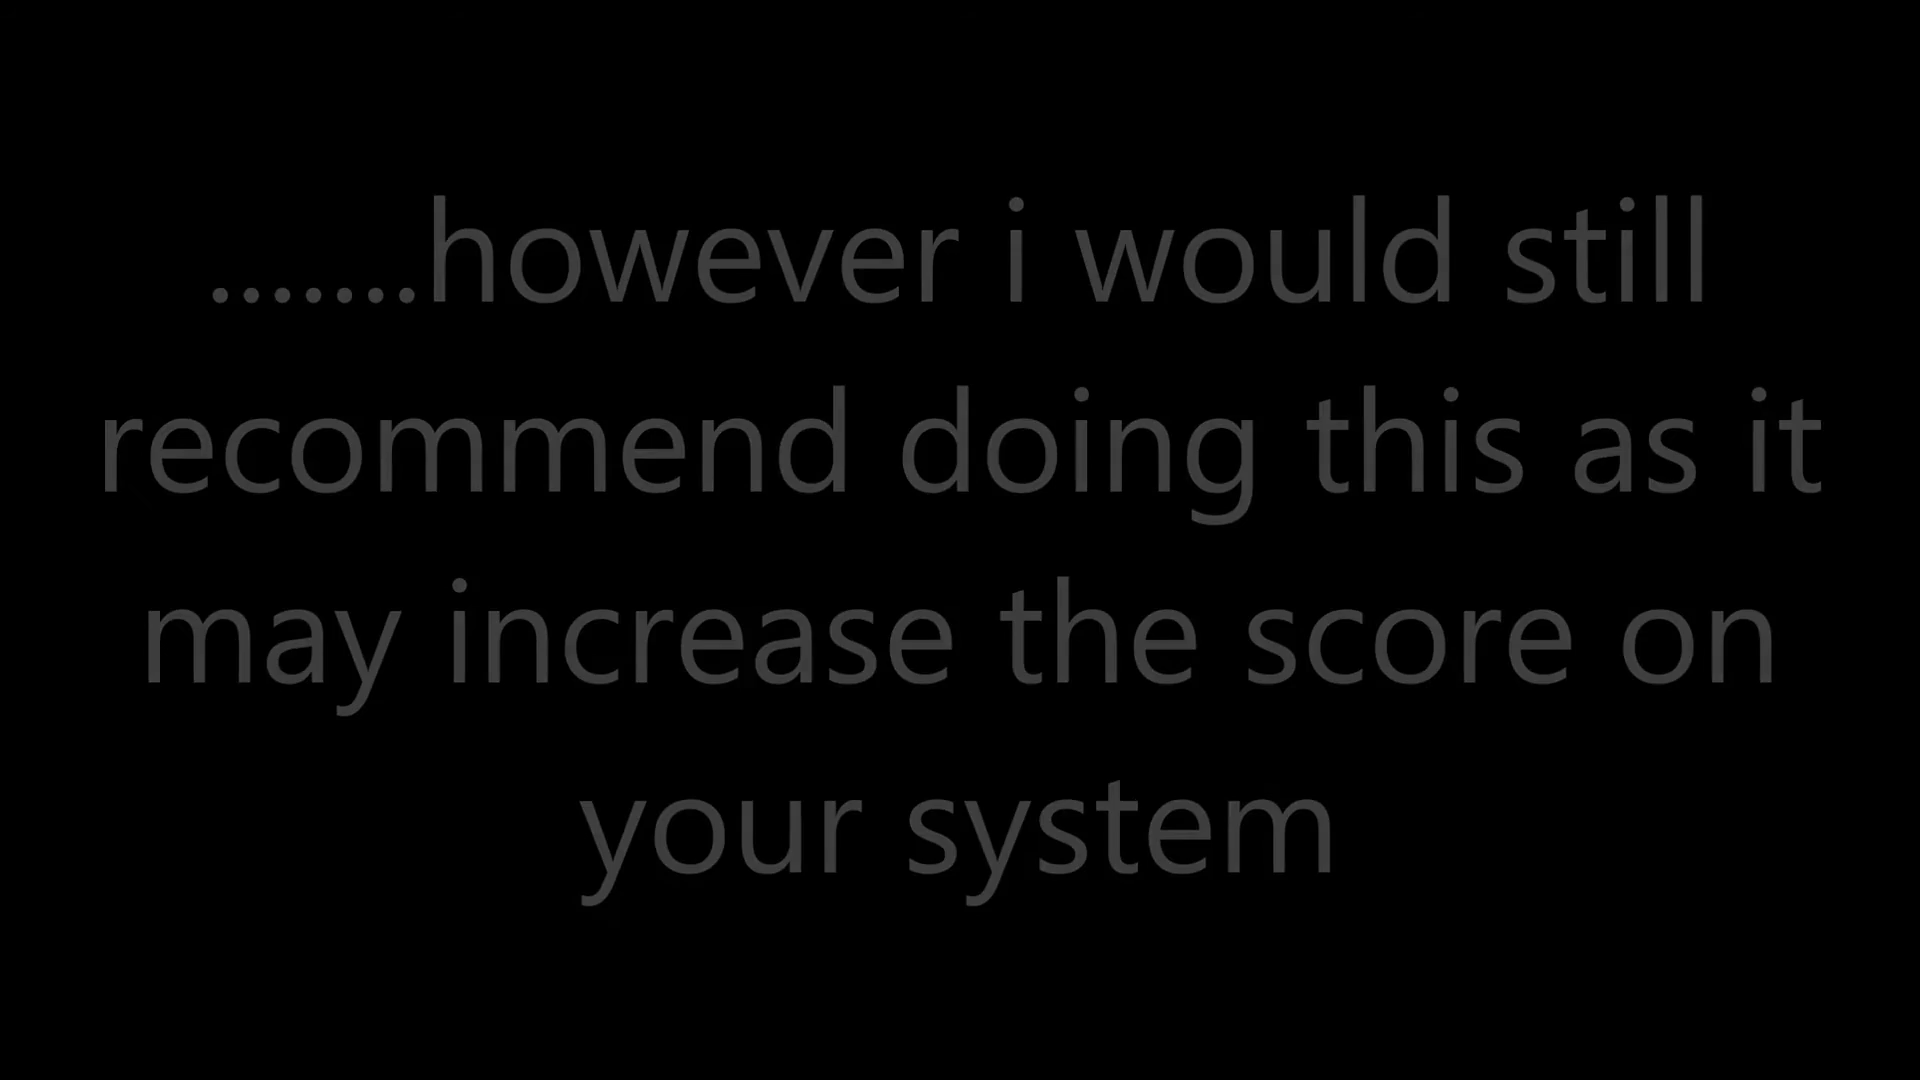 .......however i would still
recommend doing this as it
may increase the score on
your system